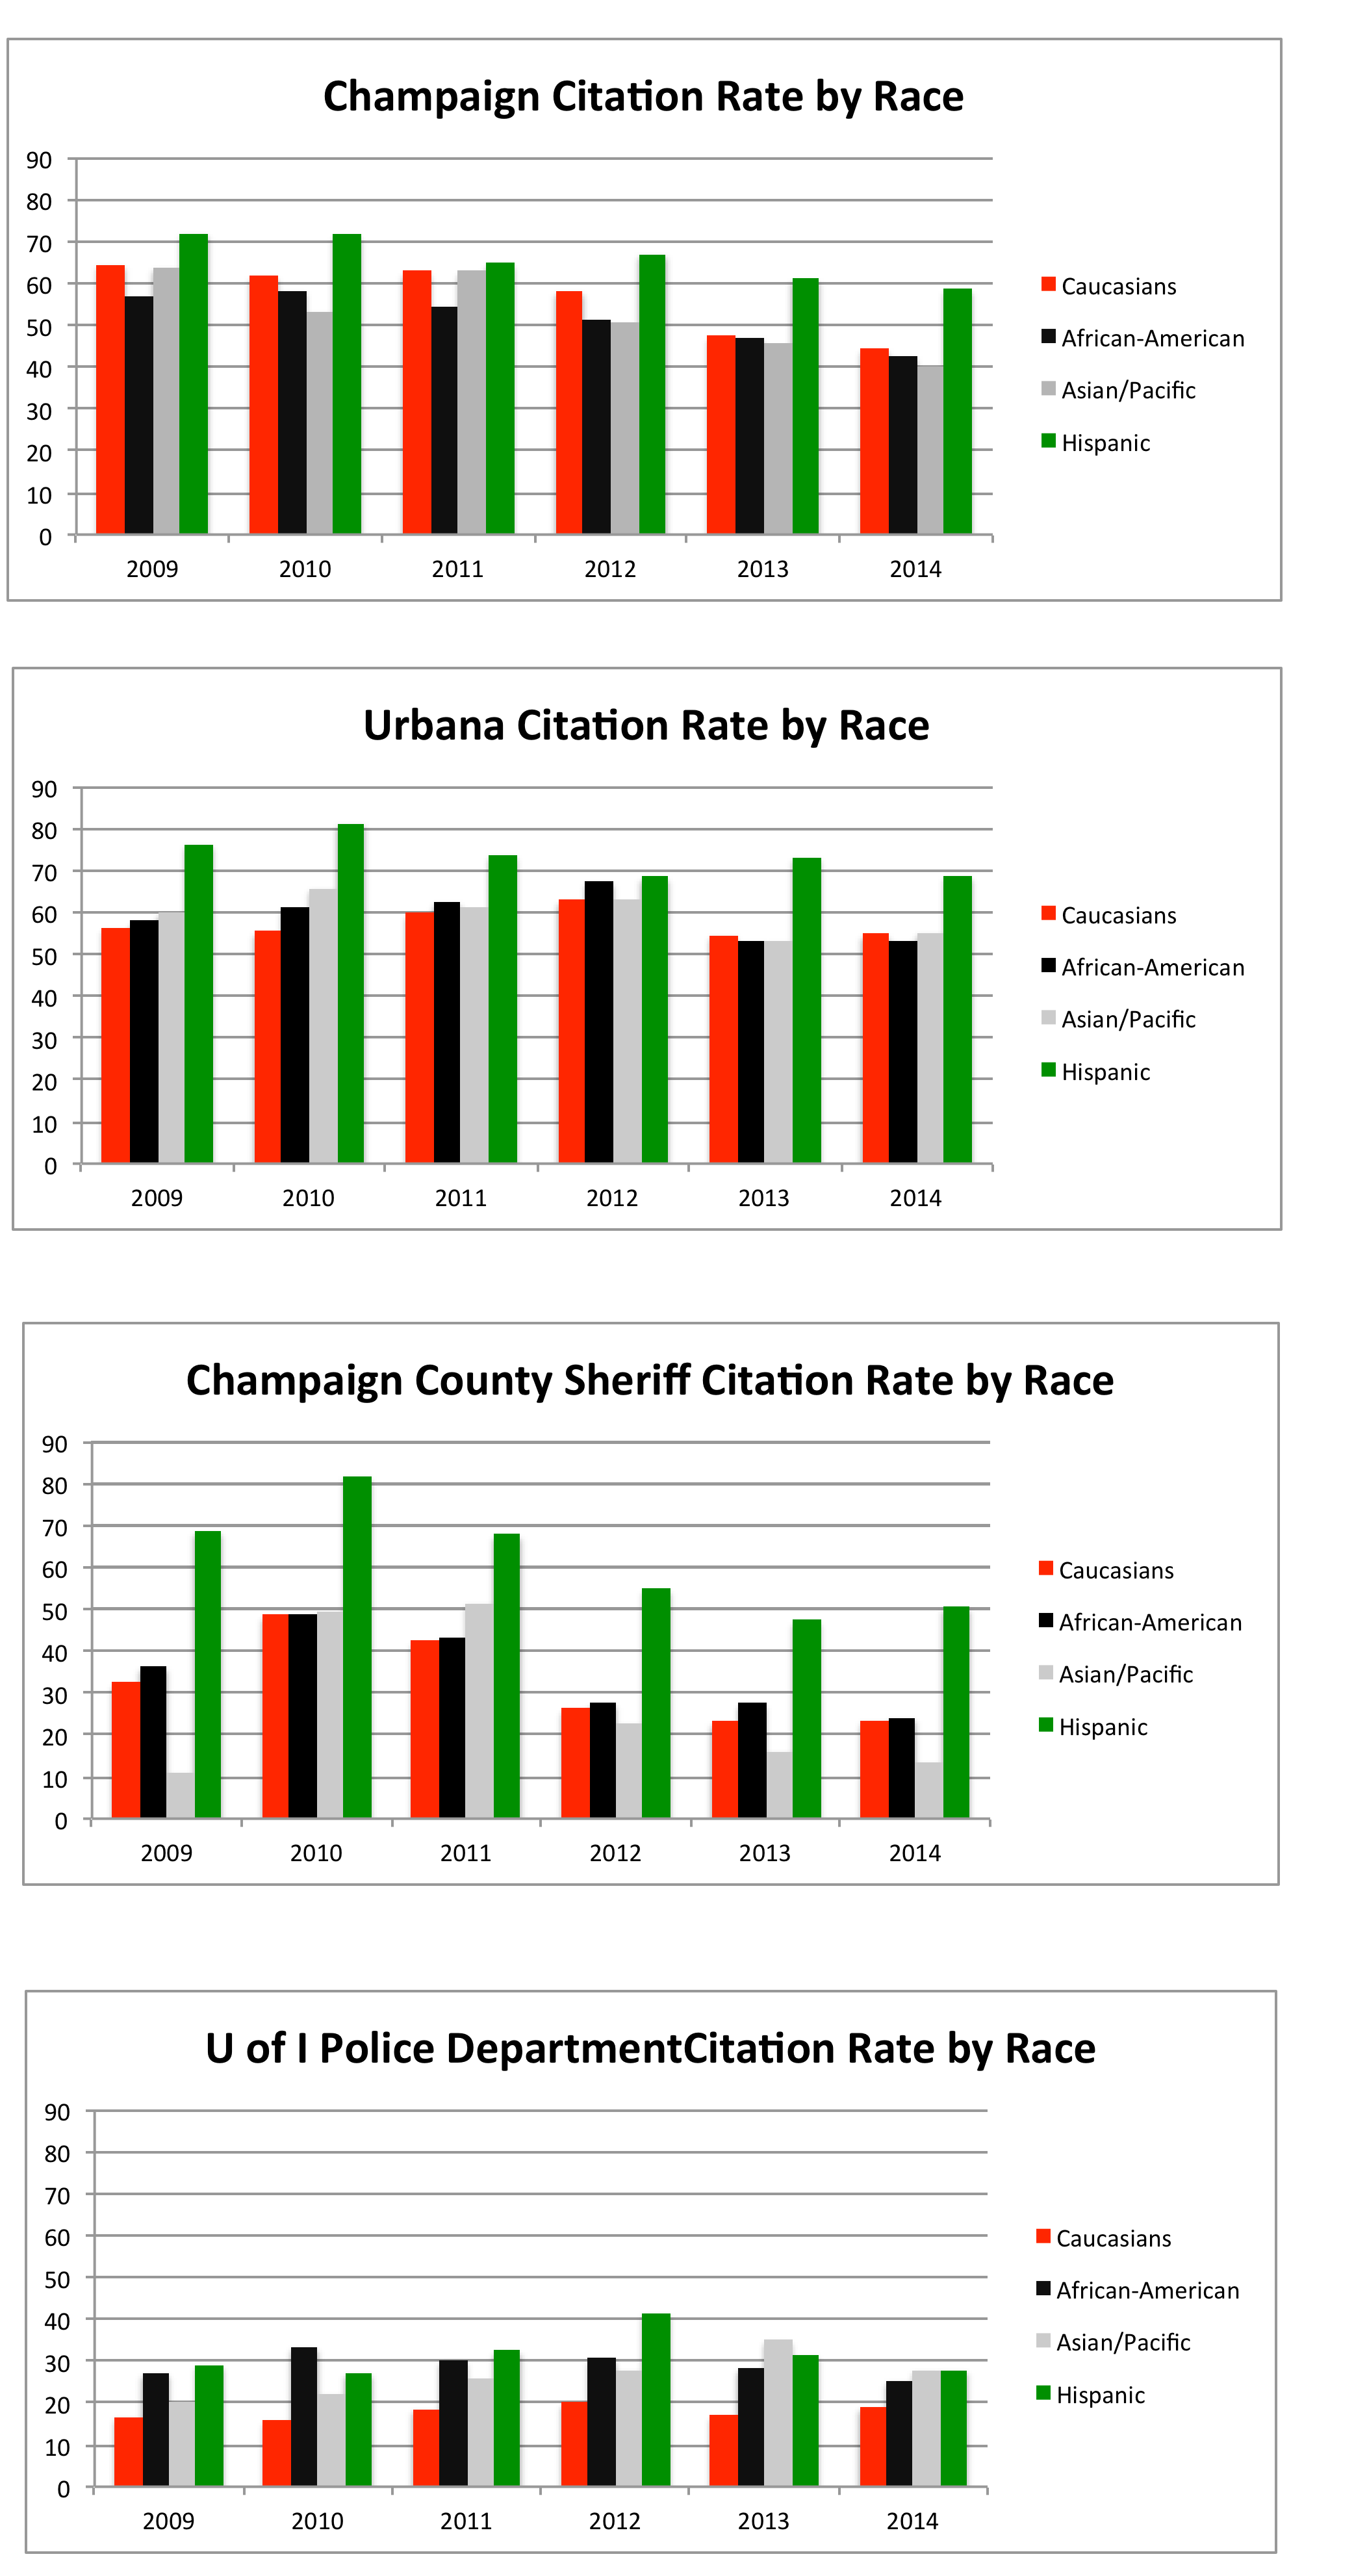 Champaign Citation Rate by Race
90
80
70
60
50
40
30
20
10
0
2009 2010 2011 2012 2013 2014
Caucasians
African-American
Asian/Pacific
Hispanic
Urbana Citation Rate by Race
90
80
70
60
50
40
30
20
10
0
2009 2010 2011 2012 2013 2014
Caucasians
African-American
Asian/Pacific
Hispanic
Champaign County Sheriff Citation Rate by Race
90
80
70
60
50
40
30
20
10
0
2009 2010 2011 2012 2013 2014
Caucasians
African-American
Asian/Pacific
Hispanic
U of I Police DepartmentCitation Rate by Race
90
80
70
60
50
40
30
20
10
0
2009 2010 2011 2012 2013 2014
Caucasians
African-American
Asian/Pacific
Hispanic